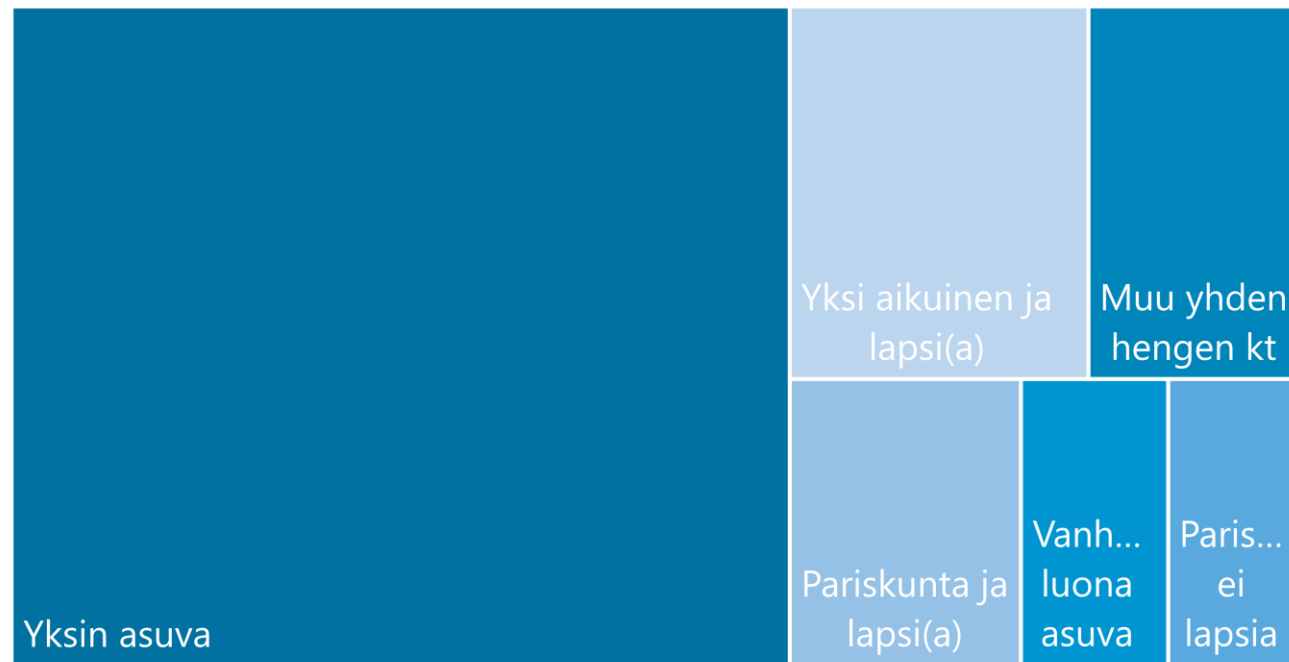 Yksin asuva
Yksi aikuinen ja
lapsi(a)
Muu yhden
hengen kt
Pariskunta ja
lapsi(a)
Vanh...
luona
asuva
Paris...
ei
lapsia